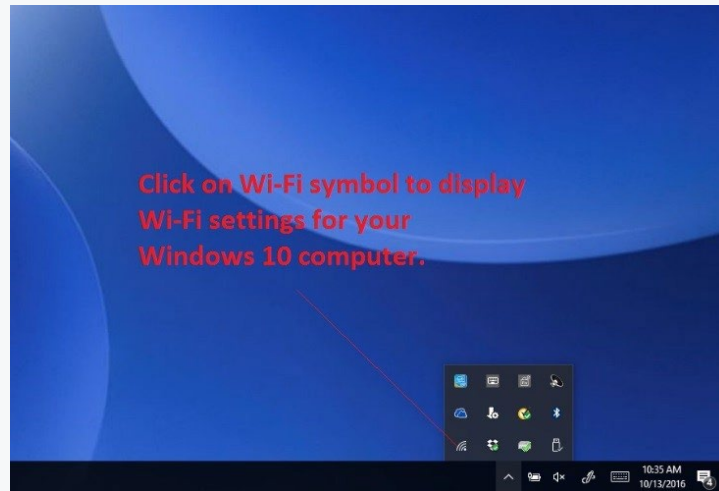 Click on Wi-Fi symbol to display
Wi-Fi settings for your
Windows 10 computer.
10:35 AM
10/13/2016
4